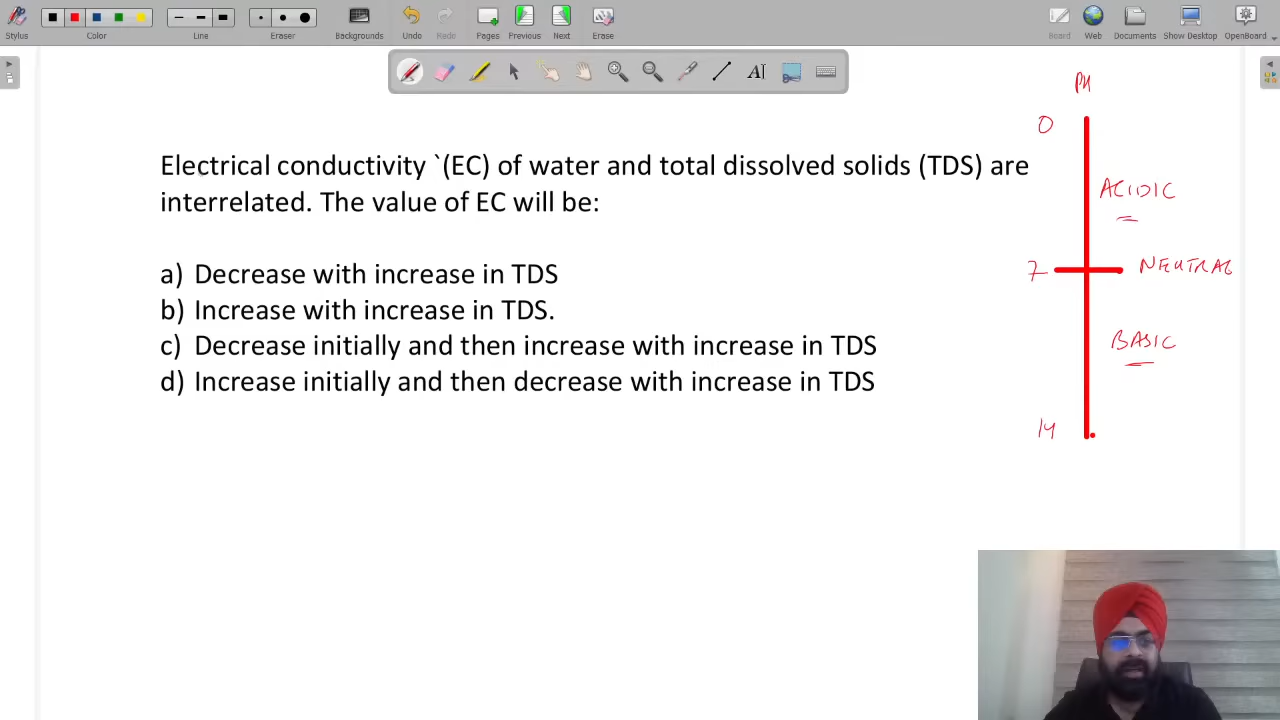 Stylus
Color
Line
Eraser
Backgrounds
Undo
Redo
Pages
Previous
Next
Erase
Board
Web
Documents
Show Desktop
OpenBoard
Electrical conductivity `(EC) of water and total dissolved solids (TDS) are
interrelated. The value of EC will be:
a) Decrease with increase in TDS
b) Increase with increase in TDS.
c) Decrease initially and then increase with increase in TDS
d) Increase initially and then decrease with increase in TDS
PH
0
ACIDIC
7
NEUTRAL
BASIC
14